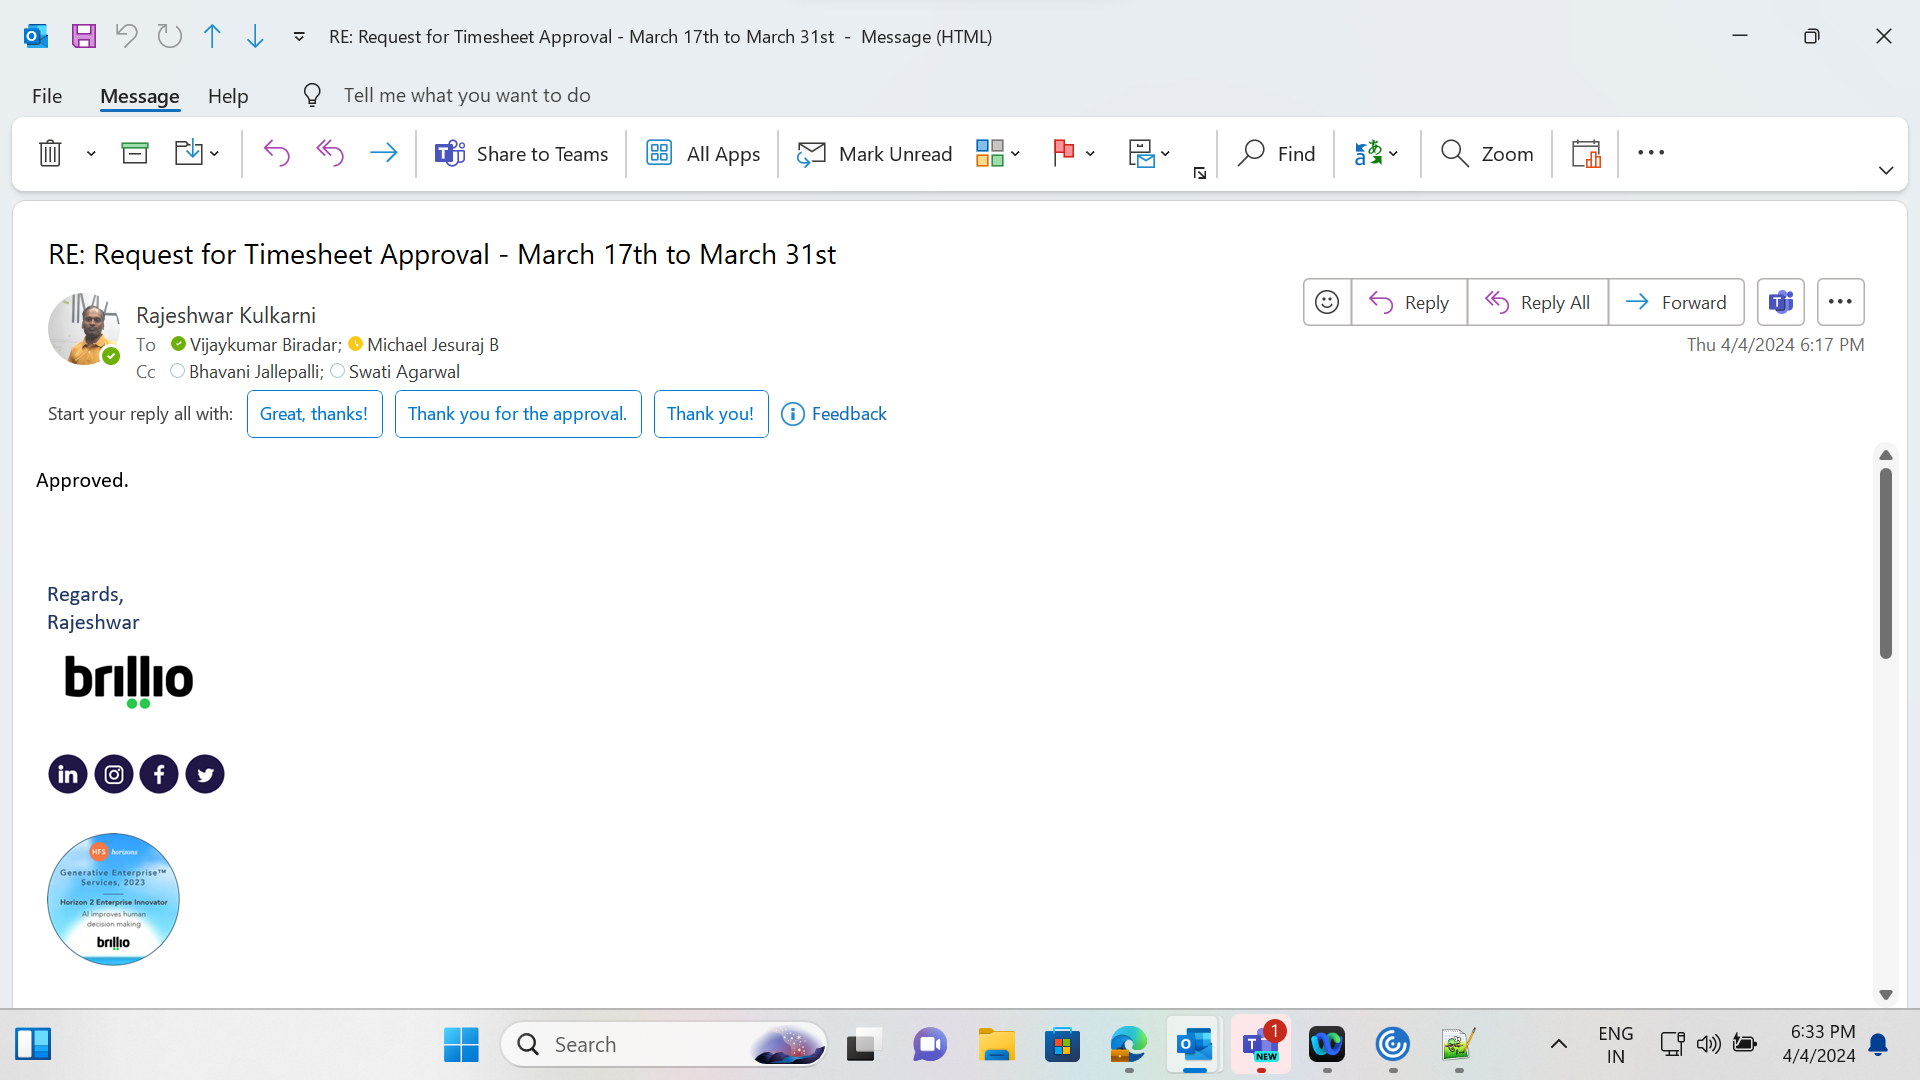 RE: Request for Timesheet Approval - March 17th to March 31st - Message (HTML)
File Message Help Tell me what you want to do
Share to Teams All Apps Mark Unread Find Zoom
RE: Request for Timesheet Approval - March 17th to March 31st
Rajeshwar Kulkarni
Reply Reply All Forward
To Vijaykumar Biradar; Michael Jesuraj B
Thu 4/4/2024 6:17 PM
Cc Bhavani Jallepalli; Swati Agarwal
Start your reply all with: Great, thanks! Thank you for the approval. Thank you! Feedback
Approved.
Regards,
Rajeshwar
brillio
HFS horizons
Generative Enterprise™
Services, 2023
Horizon 2 Enterprise Innovator
AI improves human
decision making
brillio
Search
1
NEW
ENG
IN
6:33 PM
4/4/2024